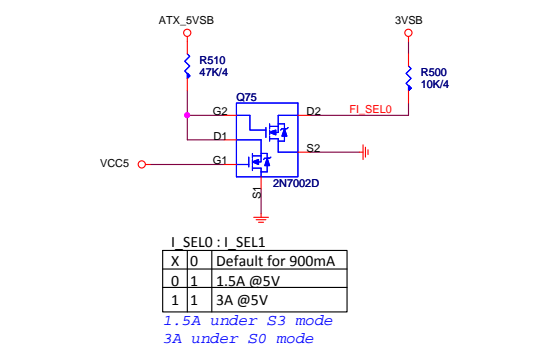 ATX_5VSB 3VSB
R510
47K/4
R500
10K/4
Q75
G2 D2 FI_SEL0
D1 S2
VCC5 G1
2N7002D
S1
I_SEL0 : I_SEL1
X 0 Default for 900mA
0 1 1.5A @5V
1 1 3A @5V
1.5A under S3 mode
3A under S0 mode